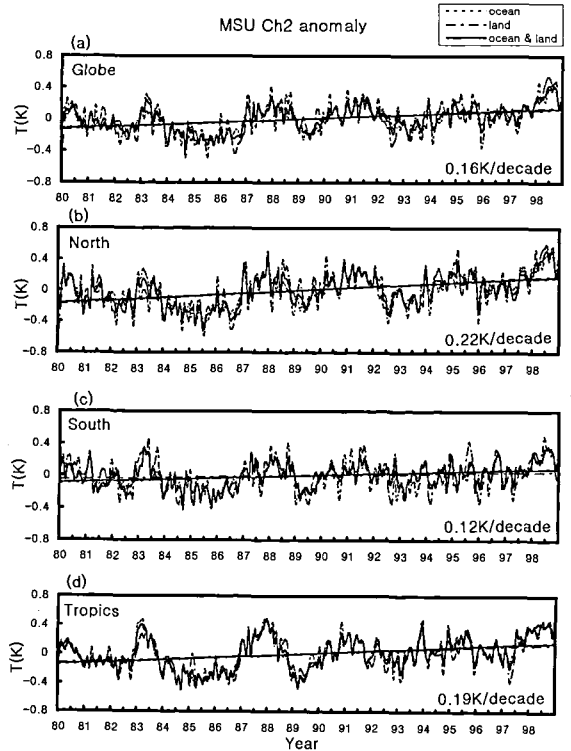 MSU Ch2 anomaly
ocean
land
ocean & land
(a)
Globe
T(K)
0.8
0.4
0
-0.4
-0.8
0.16K/decade
80 81 82 83 84 85 86 87 88 89 90 91 92 93 94 95 96 97 98
(b)
North
T(K)
0.8
0.4
0
-0.4
-0.8
0.22K/decade
80 81 82 83 84 85 86 87 88 89 90 91 92 93 94 95 96 97 98
(c)
South
T(K)
0.8
0.4
0
-0.4
-0.8
0.12K/decade
80 81 82 83 84 85 86 87 88 89 90 91 92 93 94 95 96 97 98
(d)
Tropics
T(K)
0.8
0.4
0
-0.4
-0.8
0.19K/decade
80 81 82 83 84 85 86 87 88 89 90 91 92 93 94 95 96 97 98
Year